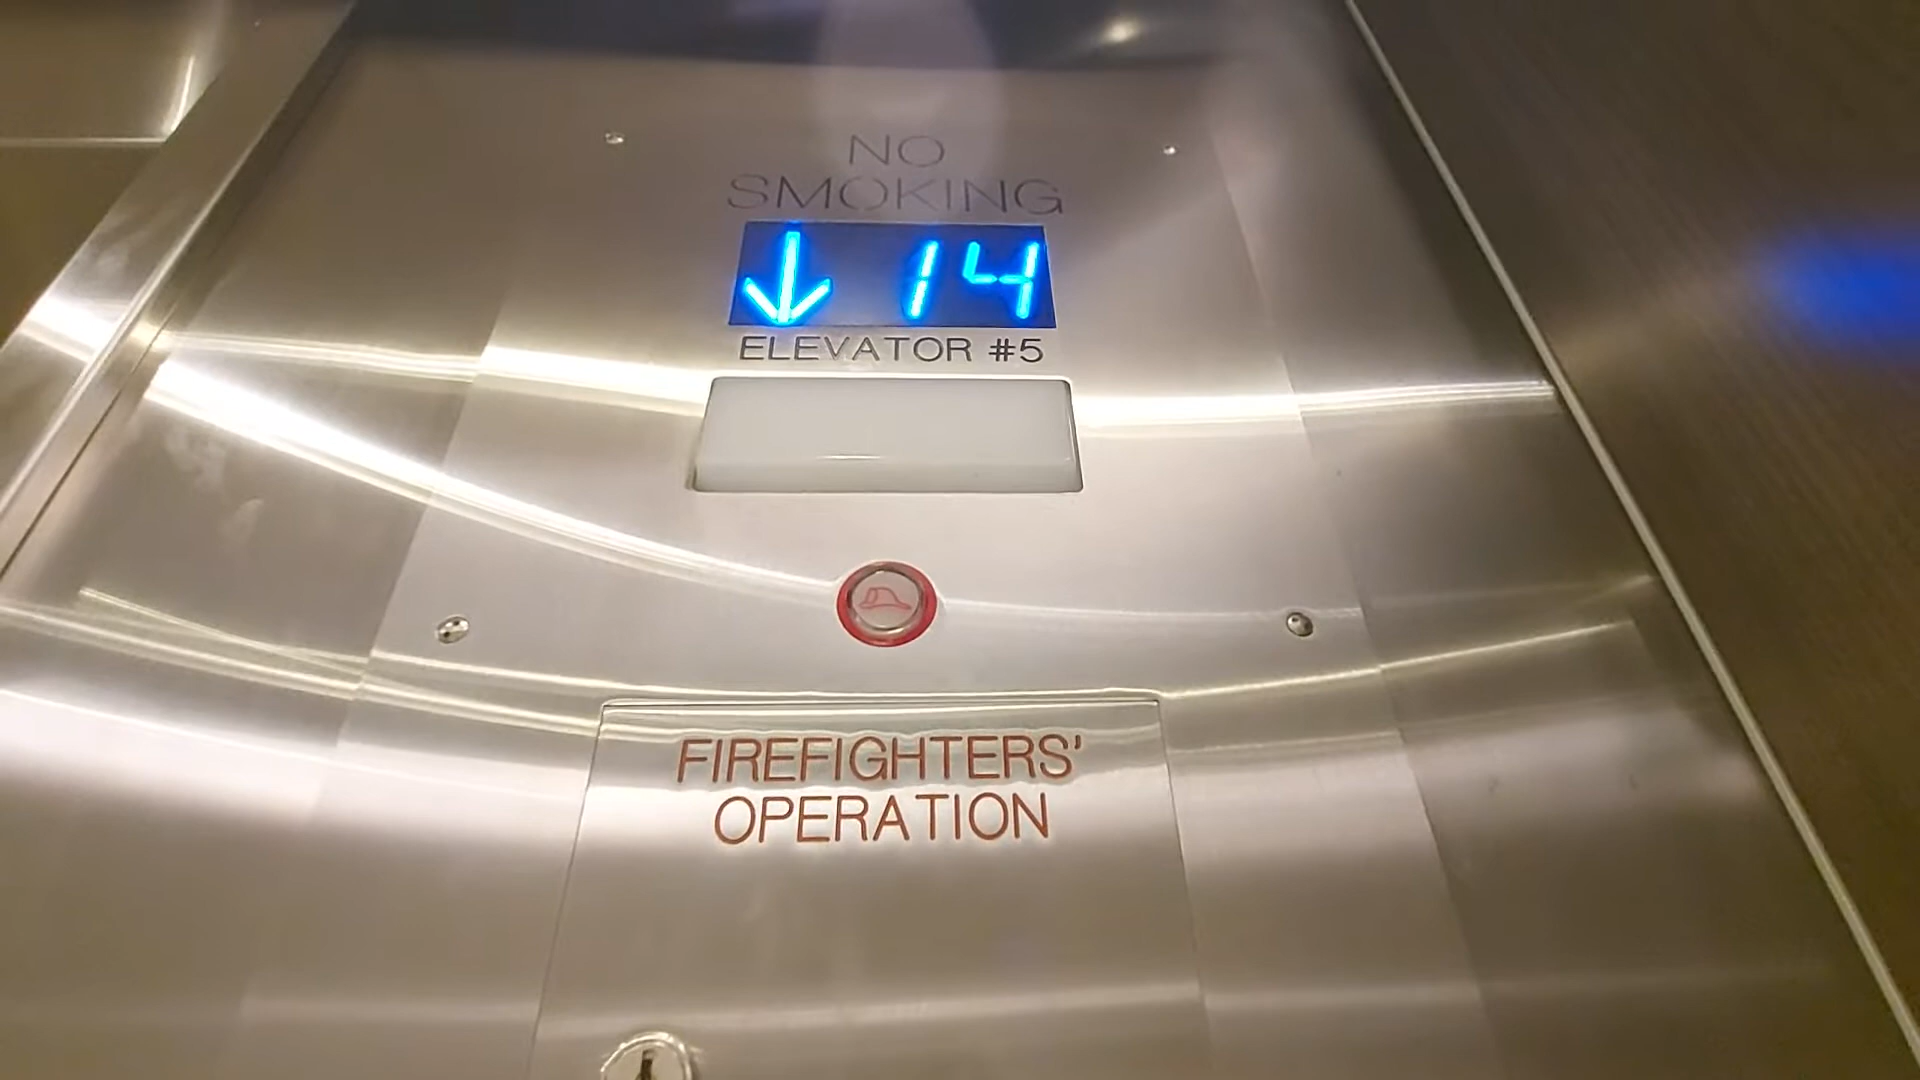 NO
SMOKING
↓ 14
ELEVATOR #5
FIREFIGHTERS'
OPERATION